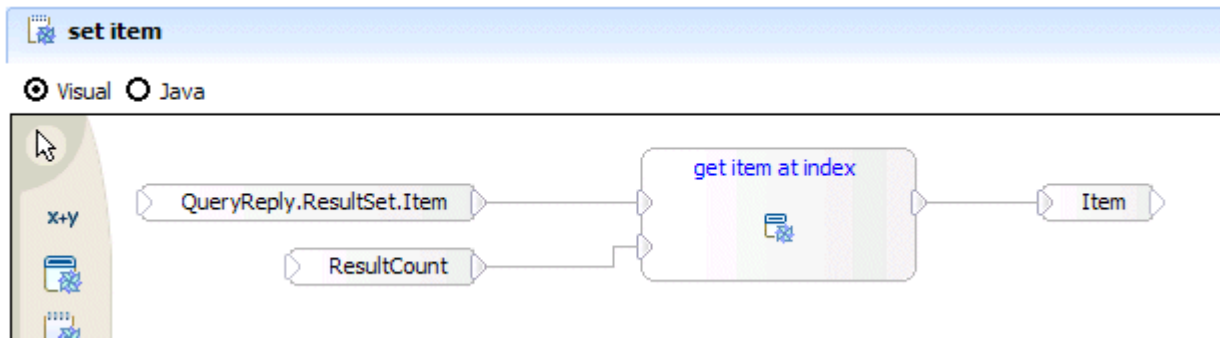 set item
Visual Java
get item at index
QueryReply.ResultSet.Item
Item
x+y
ResultCount